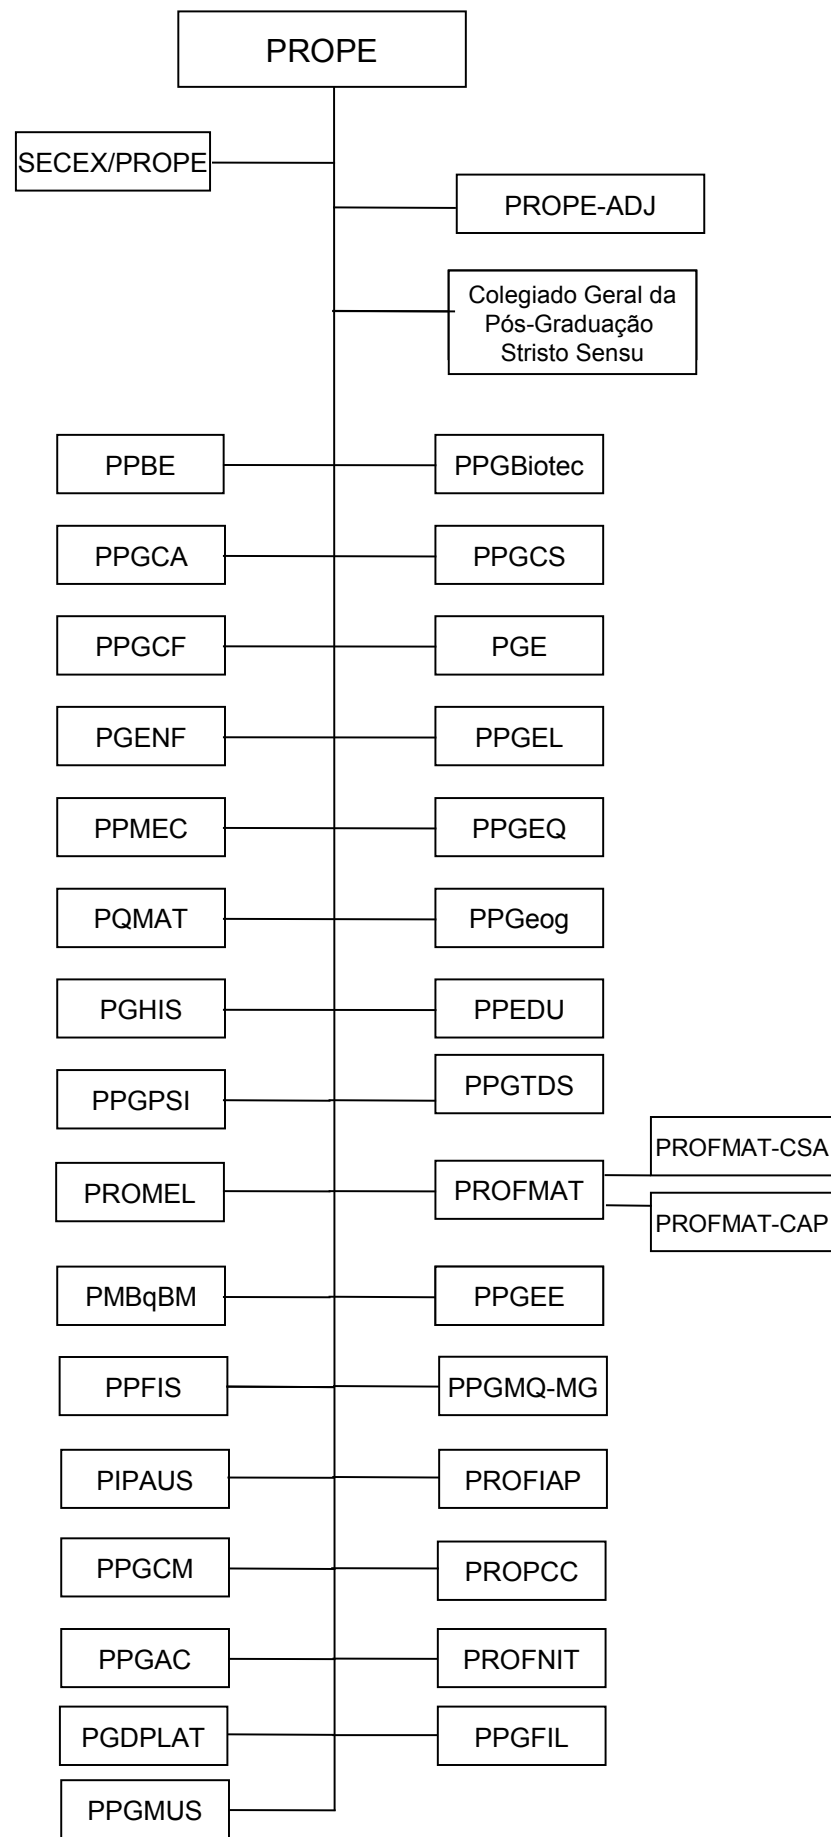 PROPE
SECEX/PROPE
PROPE-ADJ
Colegiado Geral da
Pós-Graduação
Stristo Sensu
PPBE
PPGBiotec
PPGCA
PPGCS
PPGCF
PGE
PGENF
PPGEL
PPMEC
PPGEQ
PQMAT
PPGeog
PGHIS
PPEDU
PPGPSI
PPGTDS
PROFMAT-CSA
PROMEL
PROFMAT
PROFMAT-CAP
PMBqBM
PPGEE
PPFIS
PPGMQ-MG
PIPAUS
PROFIAP
PPGCM
PROPCC
PPGAC
PROFNIT
PGDPLAT
PPGFIL
PPGMUS